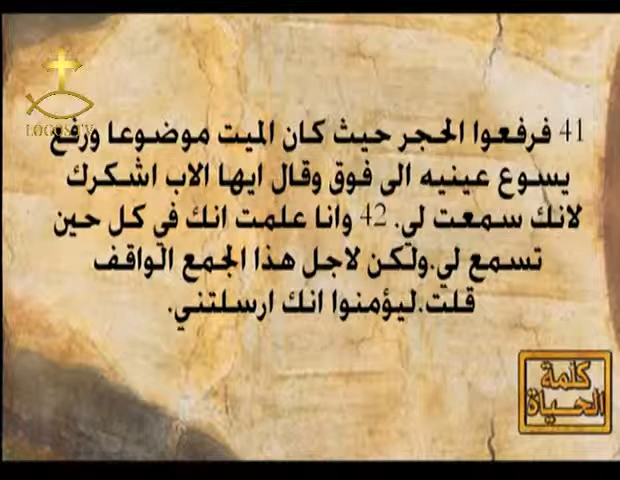 LOGOS TV
41 فرفعوا الحجر حيث كان الميت موضوعا ورفع
يسوع عينيه الى فوق وقال ايها الاب اشكرك
لانك سمعت لي. 42 وانا علمت انك في كل حين
تسمع لي.ولكن لاجل هذا الجمع الواقف
قلت.ليؤمنوا انك ارسلتني.
كلمة
الحياة